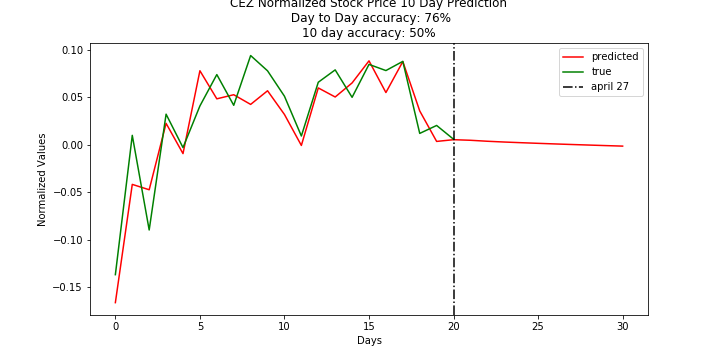 CEZ Normalized Stock Price 10 Day Prediction
Day to Day accuracy: 76%
10 day accuracy: 50%
predicted
true
april 27
Normalized Values
0.10
0.05
0.00
−0.05
−0.10
−0.15
0 5 10 15 20 25 30
Days